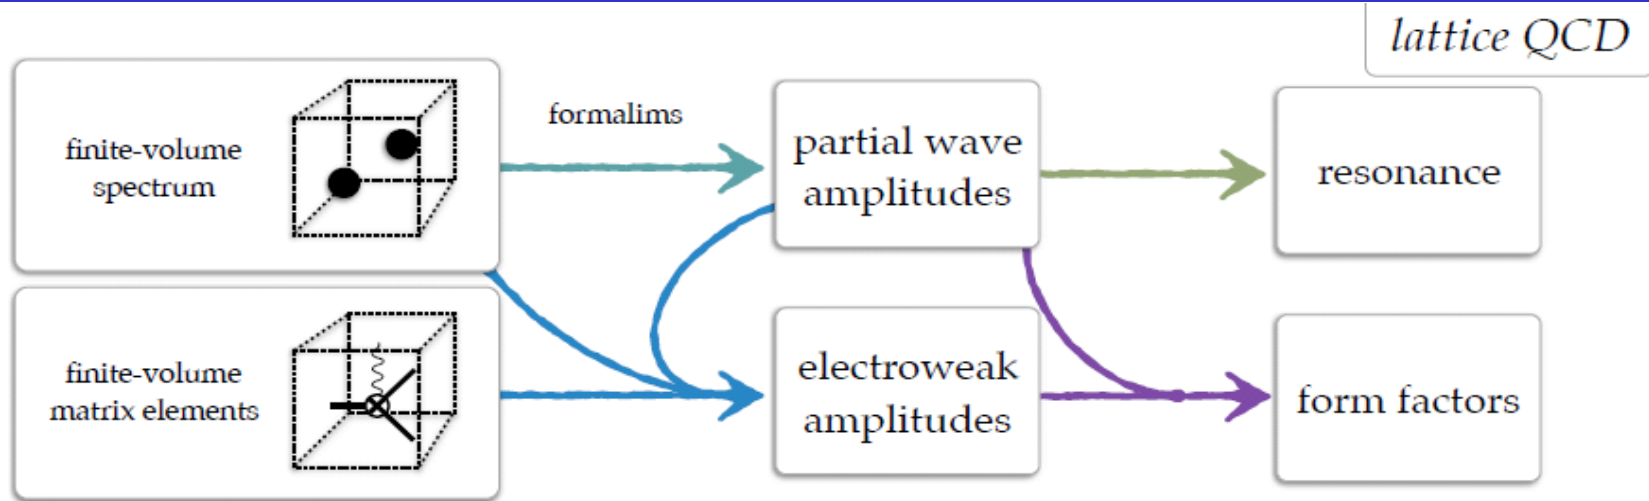 lattice QCD
finite-volume
spectrum
formalims
partial wave
amplitudes
resonance
finite-volume
matrix elements
electroweak
amplitudes
form factors